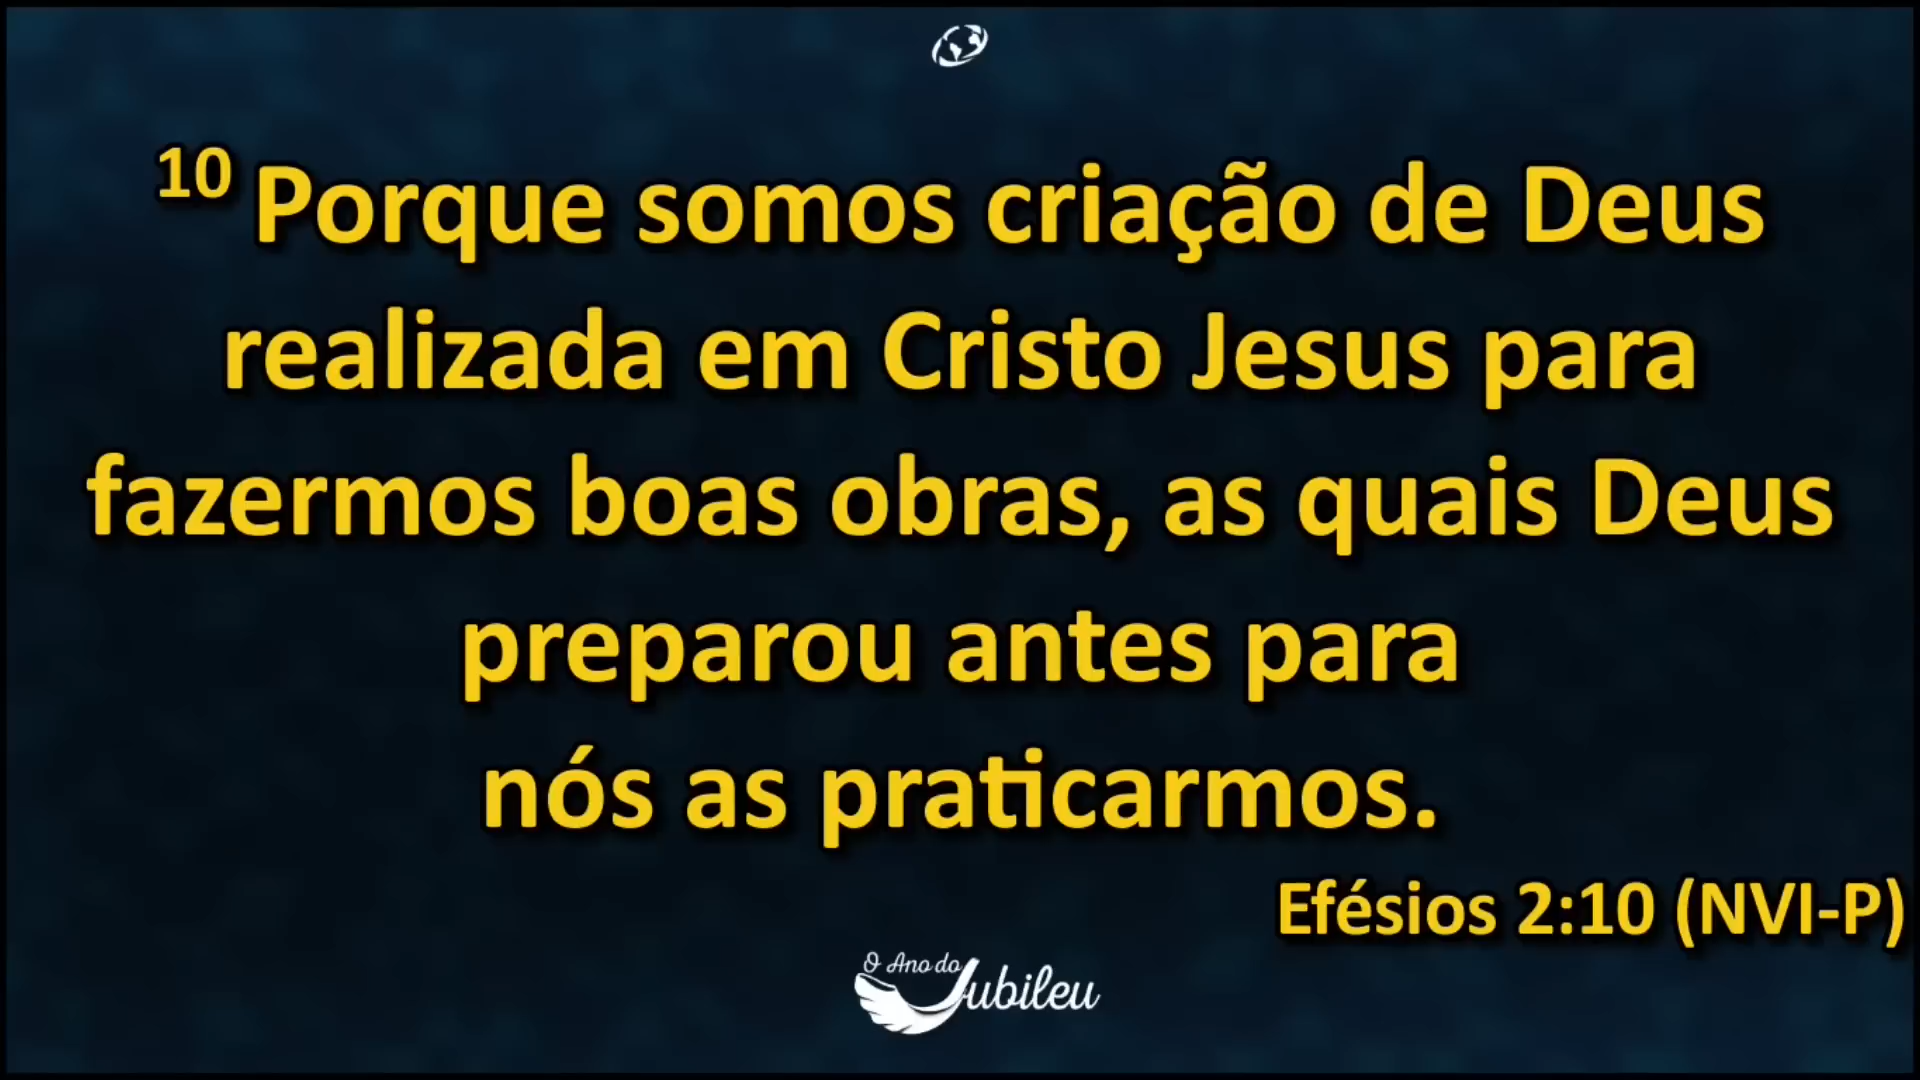 10 Porque somos criação de Deus
realizada em Cristo Jesus para
fazermos boas obras, as quais Deus
preparou antes para
nós as praticarmos.
Efésios 2:10 (NVI-P)
O Ano do
Jubileu